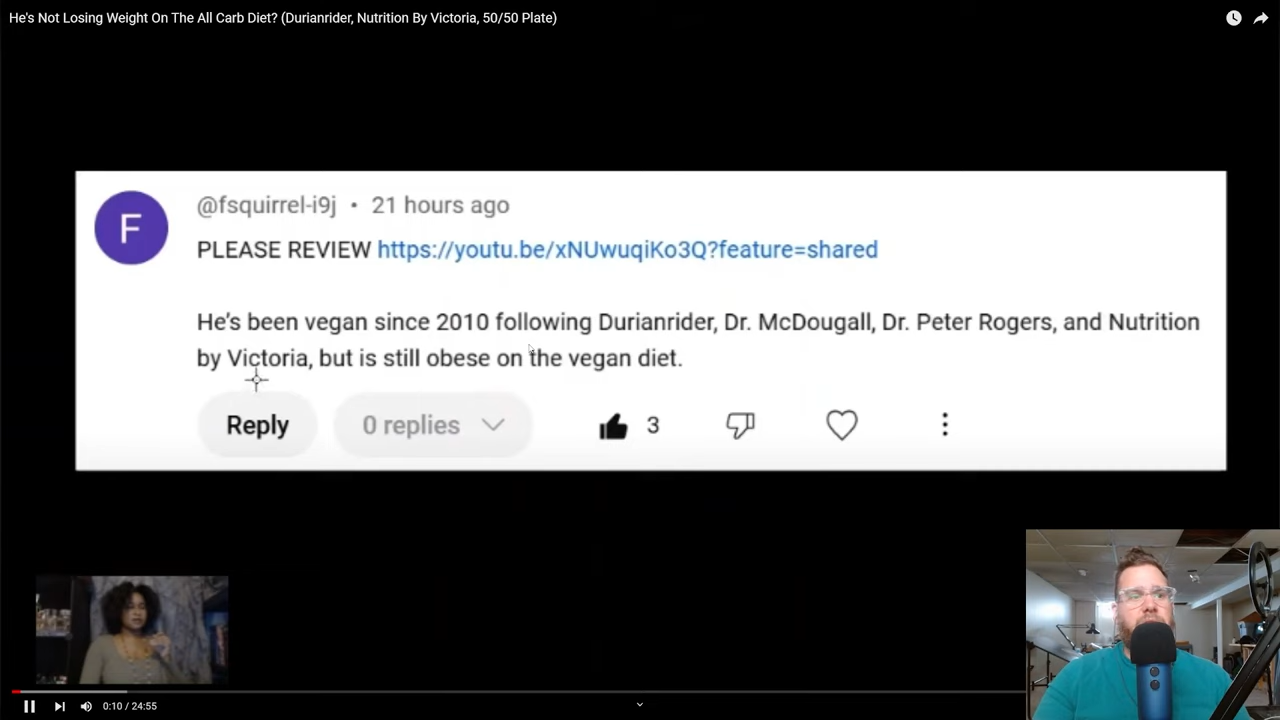 He's Not Losing Weight On The All Carb Diet? (Durianrider, Nutrition By Victoria, 50/50 Plate)
F
@fsquirrel-i9j • 21 hours ago
PLEASE REVIEW https://youtu.be/xNUwuqiKo3Q?feature=shared
He's been vegan since 2010 following Durianrider, Dr. McDougall, Dr. Peter Rogers, and Nutrition
by Victoria, but is still obese on the vegan diet.
Reply 0 replies 3
0:10 / 24:55